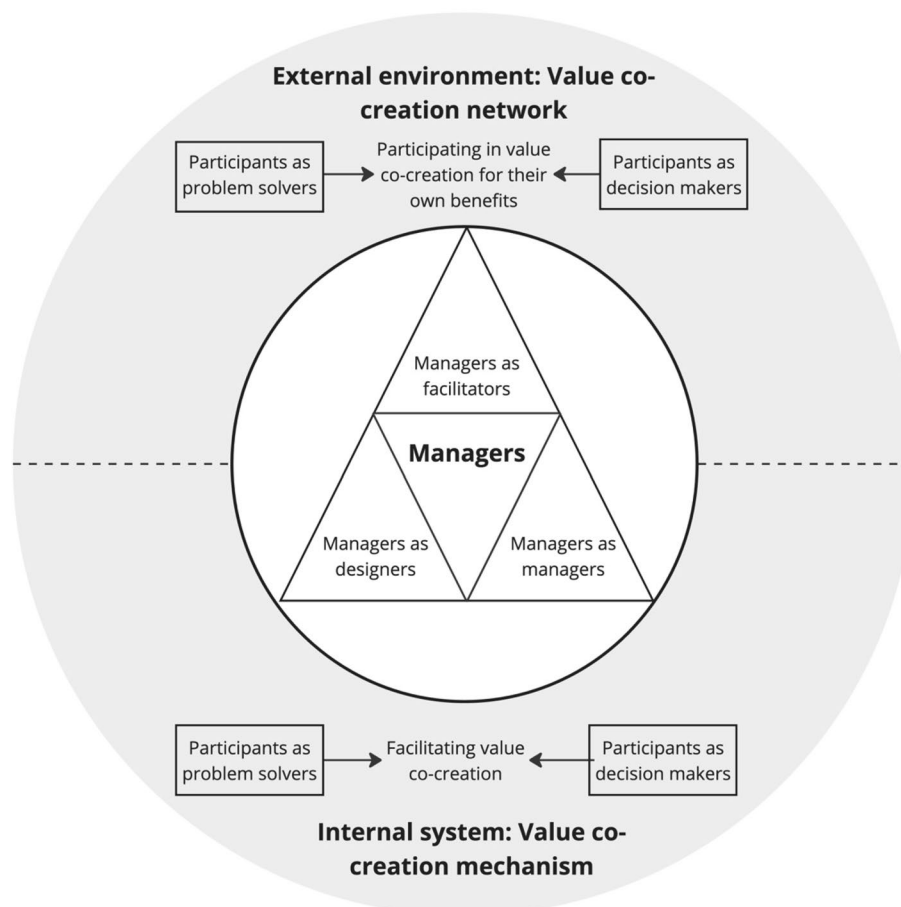 External environment: Value co-
creation network
Participants as
problem solvers
Participating in value
co-creation for their
own benefits
Participants as
decision makers
Managers as
facilitators
Managers
Managers as
designers
Managers as
managers
Participants as
problem solvers
Facilitating value
co-creation
Participants as
decision makers
Internal system: Value co-
creation mechanism